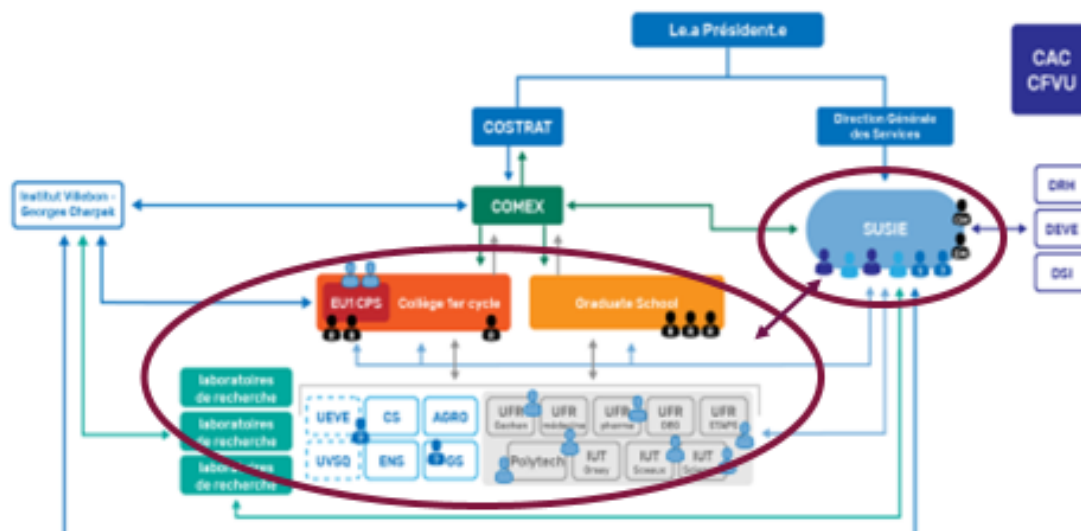 Le.a Président.e
CAC
CFVU
COSTRAT
Direction Générale
des Services
Institut Villebon -
Georges Charpak
COMEX
SUSIE
DRH
DEVE
DSI
EU1 CPS
Collège 1er cycle
Graduate School
laboratoires
de recherche
laboratoires
de recherche
laboratoires
de recherche
UEVE
CS
AGRO
UFR
UFR
médecine
UFR
pharma
UFR
UFR
STAPS
UVSQ
ENS
Polytech
IUT
Orsay
IUT
Sceaux
IUT